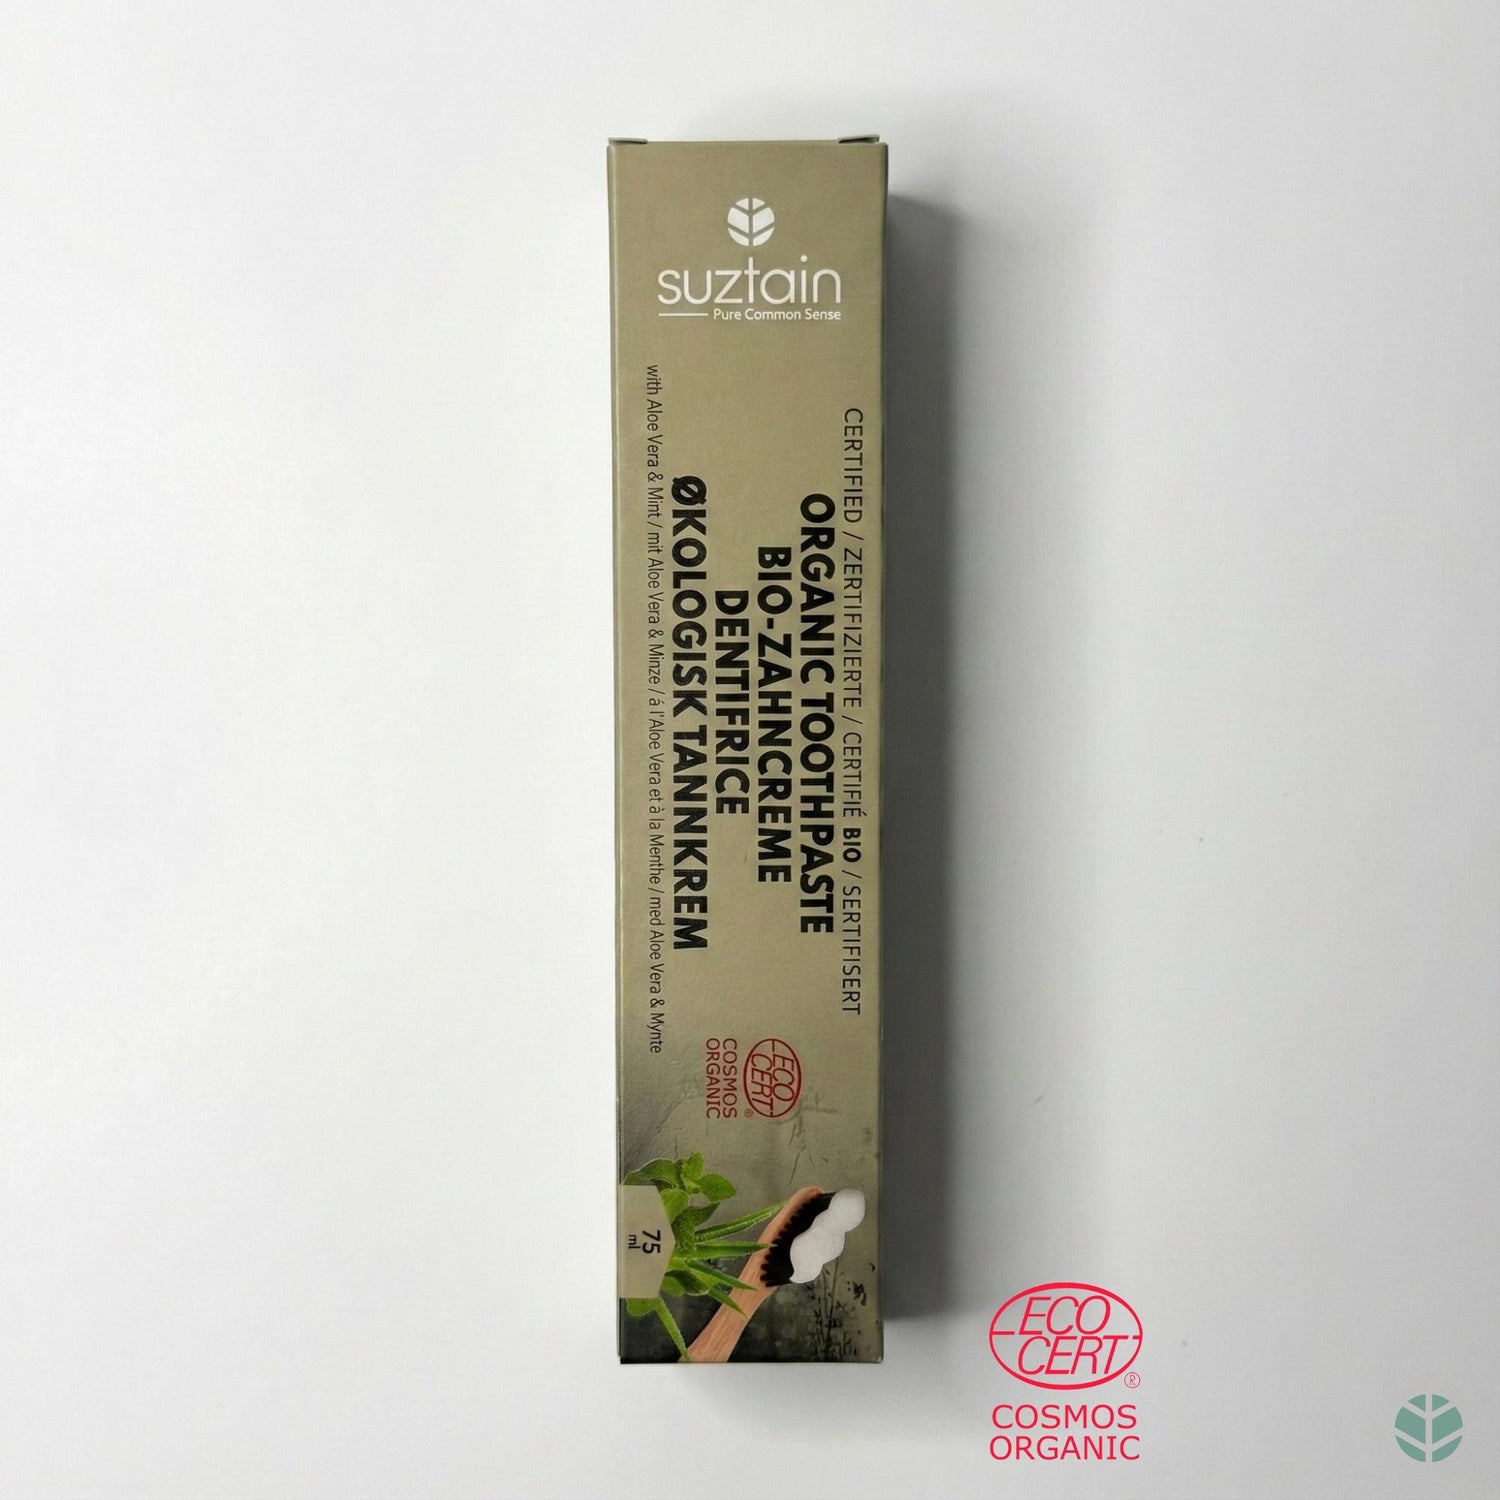 suztain
Pure Common Sense
CERTIFIED / ZERTIFIZIERTE / CERTIFIÉ BIO / SERTIFISERT
ORGANIC TOOTHPASTE
BIO-ZAHNCREME
DENTIFRICE
ØKOLOGISK TANNKREM
with Aloe Vera & Mint / mit Aloe Vera & Minze / á l'Aloe Vera et à la Menthe / med Aloe Vera & Mynte
ECO
CERT
®
COSMOS
ORGANIC
75
ml
ECO
CERT
®
COSMOS
ORGANIC